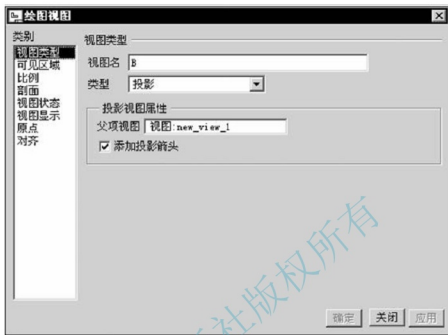 绘图视图
类别
视图类型
可见区域
比例
剖面
视图状态
视图显示
原点
对齐
视图类型
视图名 B
类型 投影
投影视图属性
父项视图 视图:new_view_1
添加投影箭头
社版权所有
确定 关闭 应用